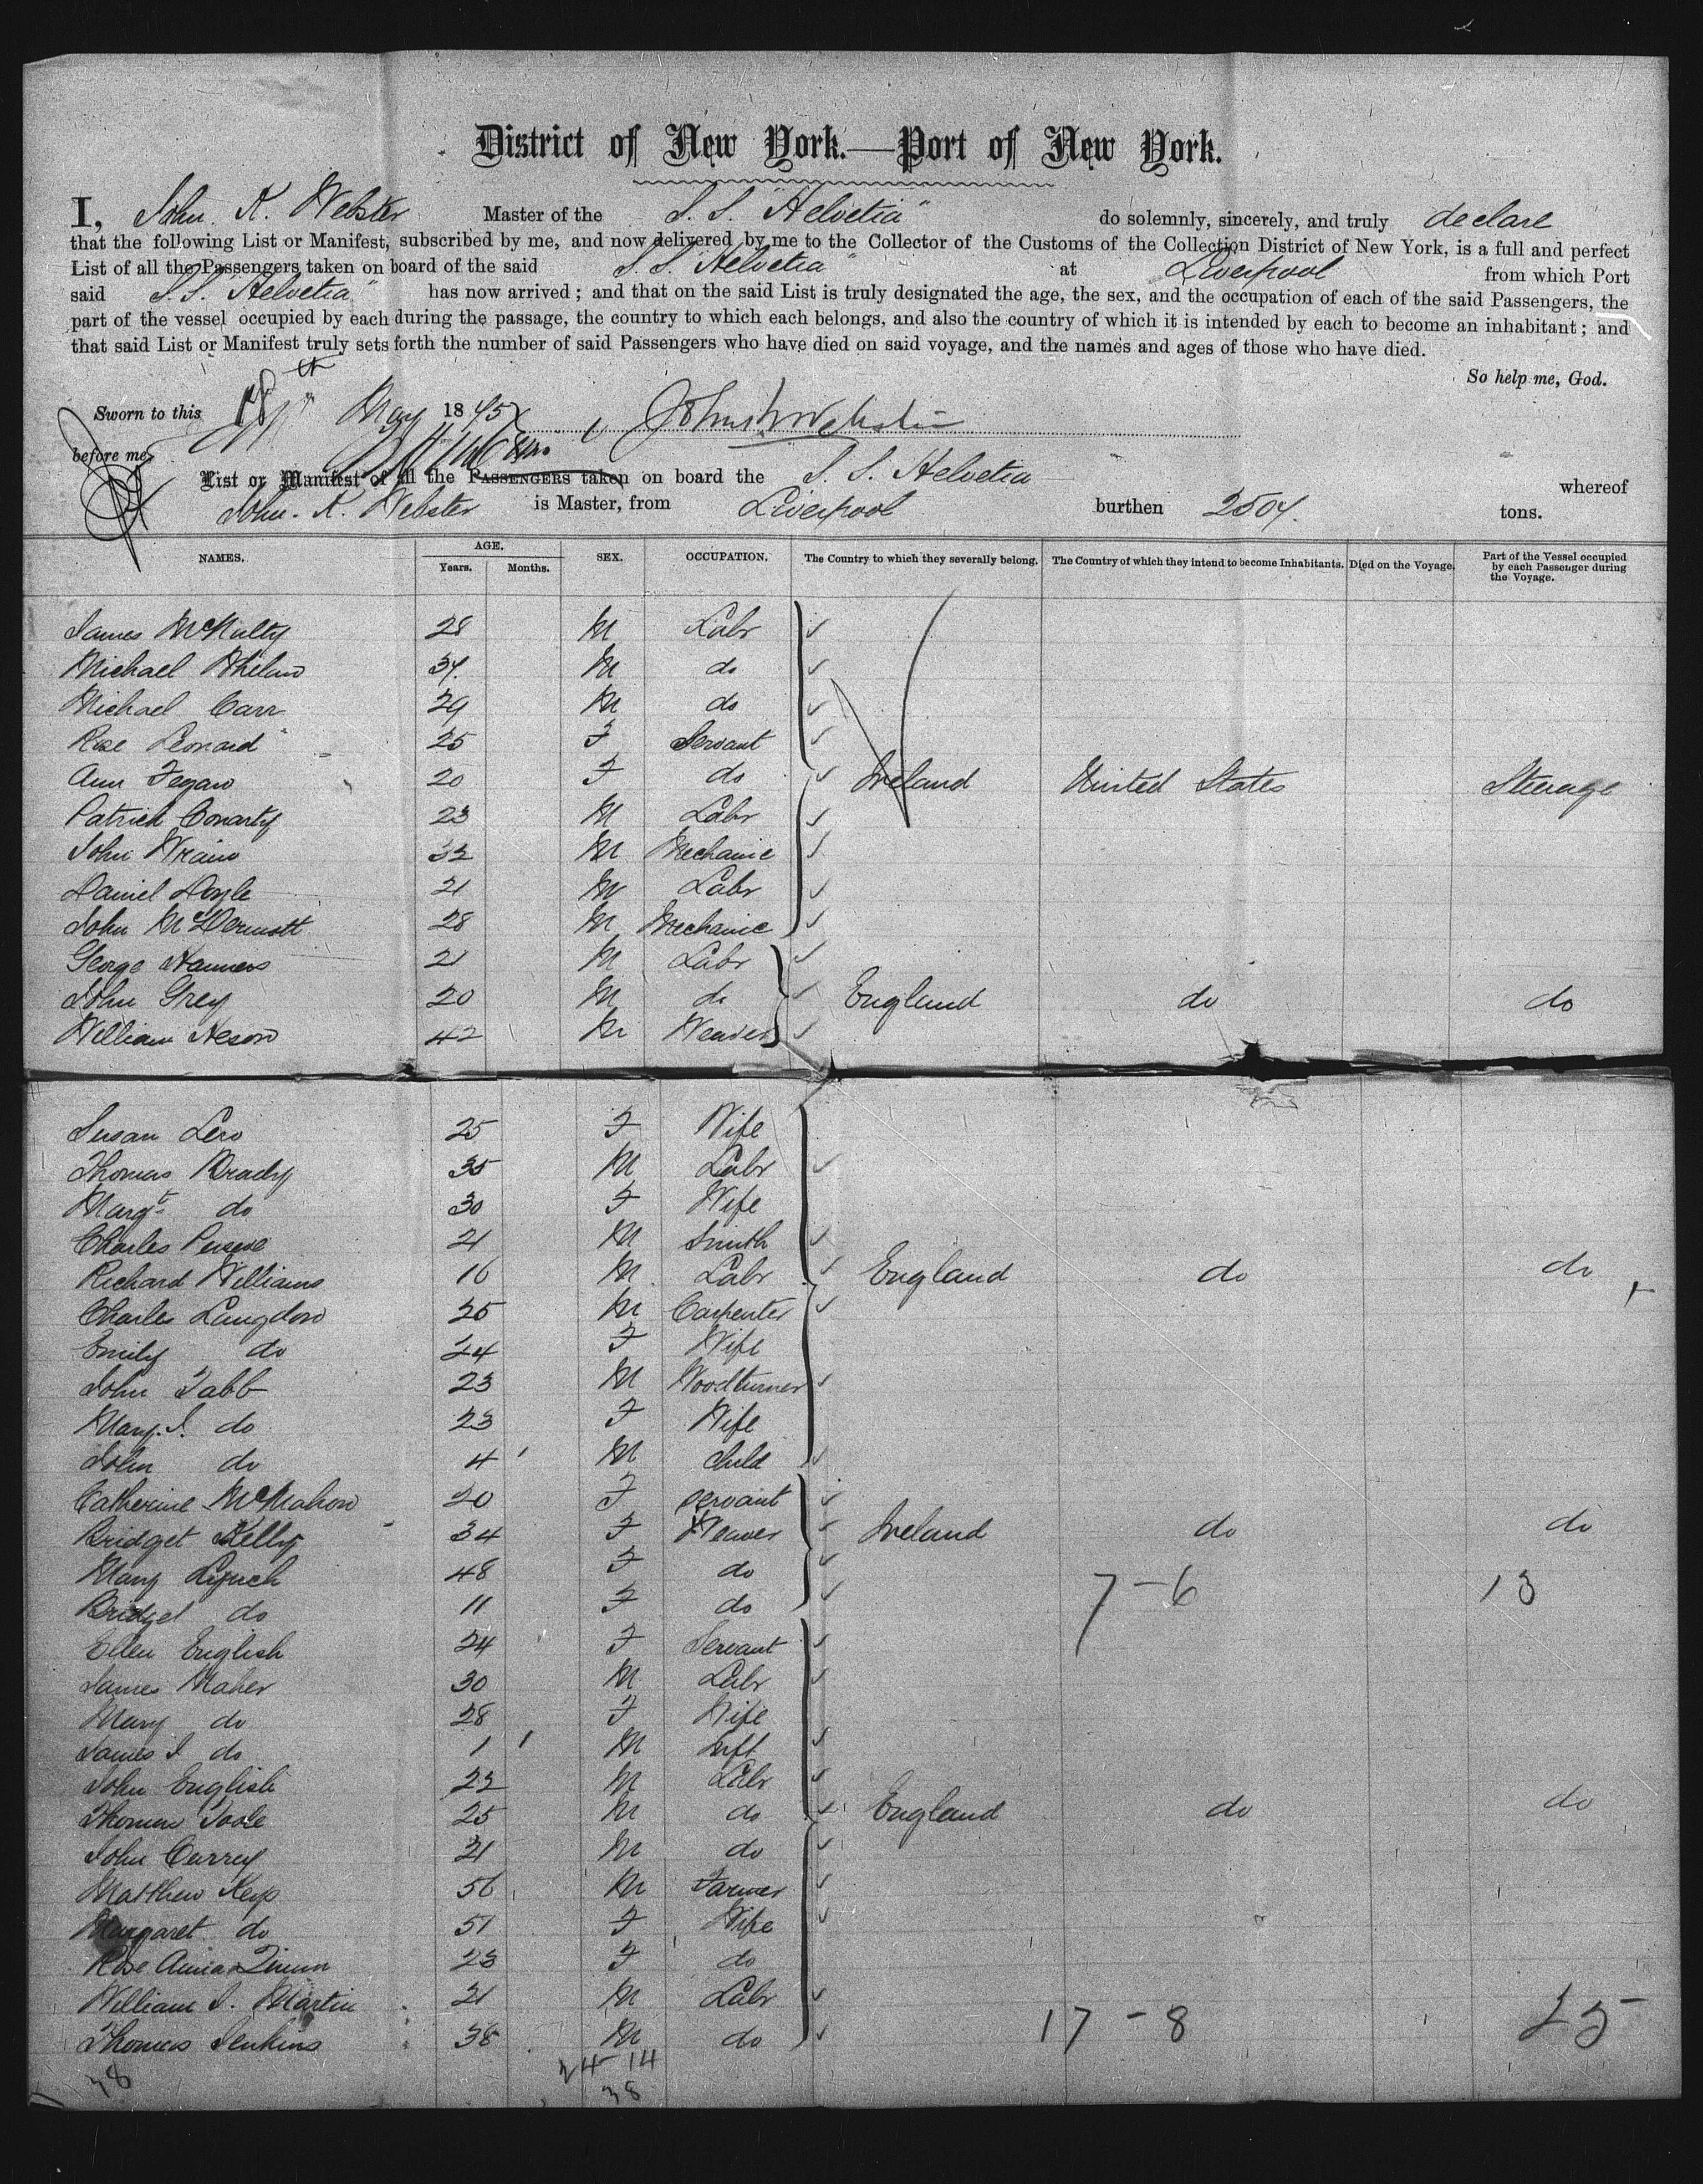 District of New York.—Port of New York.
I, John K. Webster Master of the S. S. "Helvetia" do solemnly, sincerely, and truly declare
that the following List or Manifest, subscribed by me, and now delivered by me to the Collector of the Customs of the Collection District of New York, is a full and perfect
List of all the Passengers taken on board of the said S. S. "Helvetia" at Liverpool from which Port
said S. S. "Helvetia" has now arrived; and that on the said List is truly designated the age, the sex, and the occupation of each of the said Passengers, the
part of the vessel occupied by each during the passage, the country to which each belongs, and also the country of which it is intended by each to become an inhabitant; and
that said List or Manifest truly sets forth the number of said Passengers who have died on said voyage, and the names and ages of those who have died.
So help me, God.
Sworn to this 18th May 18
before me
List or Manifest of all the PASSENGERS taken on board the S. S. Helvetia whereof
John. K. Webster is Master, from Liverpool burthen 2504. tons.
NAMES. AGE. Years. Months. SEX. OCCUPATION. The Country to which they severally belong. The Country of which they intend to become Inhabitants. Died on the Voyage. Part of the Vessel occupied by each Passenger during the Voyage.
James McNulty 28 M Labr
Michael Whelan 34. M do
Michael Carr 29 M do
Rose Leonard 25 F Servant
Ann Fegan 20 F do Ireland United States Steerage
Patrick Conarty 23 M Labr
John 32 M Mechanic
Daniel Doyle 21 M Labr
John McDermott 28 M Mechanic
George 21 M Labr
John Grey 20 M do England do do
William 42 M Weaver
Susan 25 F Wife
Thomas Brady 35 M Labr
Margt do 30 F Wife
Charles 21 M Smith
Richard Williams 16 M Labr England do do
Charles Langdon 25 M Carpenter
Emily do 24 F Wife
John Tabb 23 M Woodturner
Mary. J. do 23 F Wife
John do 4 M Child
Catherine McMahon 20 F Servant
Bridget Kelly 34 F Weaver Ireland do do
Mary Lynch 48 F do 7-6 13
Bridget do 11 F do
Ellen English 24 F Servant
James Maher 30 M Labr
Mary do 28 F Wife
James J do 1 M Inft
John English 22 M Labr
Thomas Toole 25 M do England do do
John Currey 21 M do
Matthew 56 M Farmer
Margaret do 51 F Wife
Rose 23 F do
William J. Martin 21 M Labr
Thomas Jenkins 38 M do 17-8 25
38 24-14
38